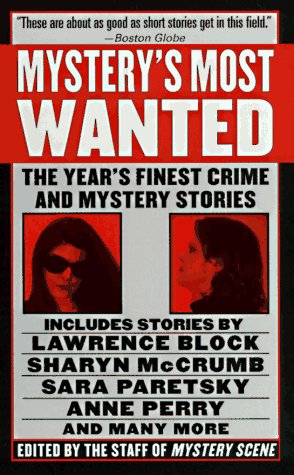 "These are about as good as short stories get in this field."
—Boston Globe
MYSTERY'S MOST
WANTED
THE YEAR'S FINEST CRIME
AND MYSTERY STORIES
INCLUDES STORIES BY
LAWRENCE BLOCK
SHARYN McCRUMB
SARA PARETSKY
ANNE PERRY
AND MANY MORE
EDITED BY THE STAFF OF MYSTERY SCENE